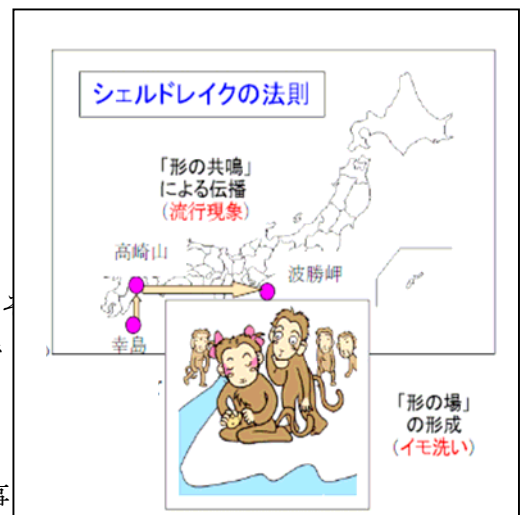 シェルドレイクの法則
「形の共鳴」
による伝播
(流行現象)
高崎山
波勝岬
幸島
「形の場」
の形成
(イモ洗い)
事